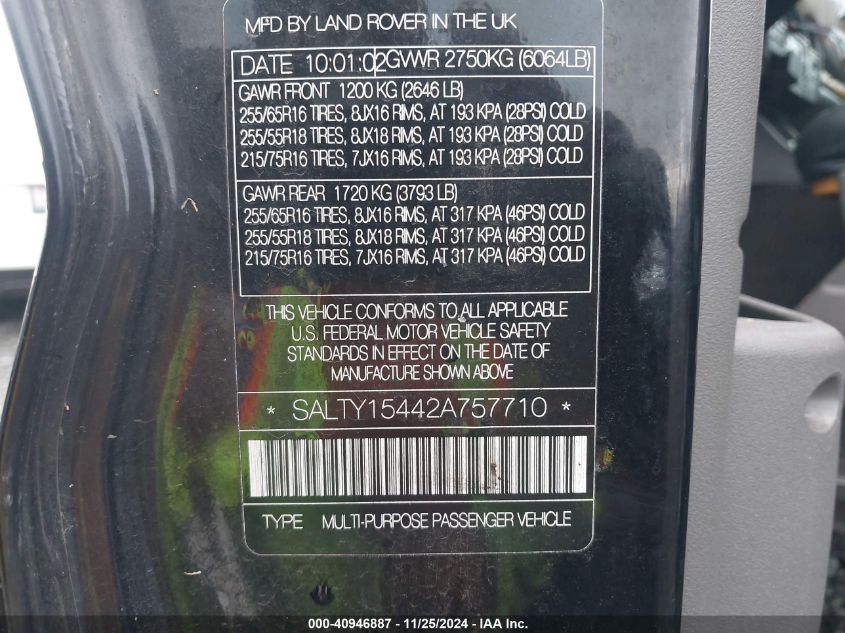 MFD BY LAND ROVER IN THE UK
DATE 10:01:02 GWWR 2750KG (6064LB)
GAWR FRONT 1200 KG (2646 LB)
255/65R16 TIRES, 8JX16 RIMS, AT 193 KPA (28PSI) COLD
255/55R18 TIRES, 8JX18 RIMS, AT 193 KPA (28PSI) COLD
215/75R16 TIRES, 7JX16 RIMS, AT 193 KPA (28PSI) COLD
GAWR REAR 1720 KG (3793 LB)
255/65R16 TIRES, 8JX16 RIMS, AT 317 KPA (46PSI) COLD
255/55R18 TIRES, 8JX18 RIMS, AT 317 KPA (46PSI) COLD
215/75R16 TIRES, 7JX16 RIMS, AT 317 KPA (46PSI) COLD
THIS VEHICLE CONFORMS TO ALL APPLICABLE
U.S. FEDERAL MOTOR VEHICLE SAFETY
STANDARDS IN EFFECT ON THE DATE OF
MANUFACTURE SHOWN ABOVE
* SALTY15442A757710 *
TYPE MULTI-PURPOSE PASSENGER VEHICLE
000-40946887 - 11/25/2024 - IAA Inc.